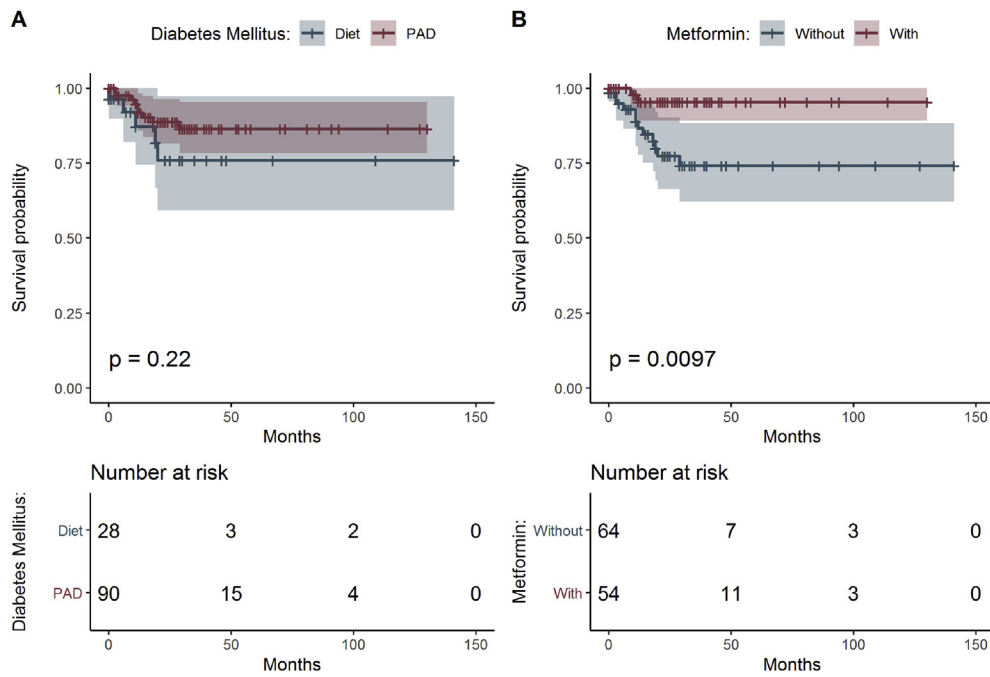 A
Diabetes Mellitus: Diet PAD
1.00
0.75
0.50
0.25
0.00
Survival probability
p = 0.22
0 50 100 150
Months
Number at risk
Diabetes Mellitus:
Diet 28 3 2 0
PAD 90 15 4 0
0 50 100 150
Months
B
Metformin: Without With
1.00
0.75
0.50
0.25
0.00
Survival probability
p = 0.0097
0 50 100 150
Months
Number at risk
Metformin:
Without 64 7 3 0
With 54 11 3 0
0 50 100 150
Months